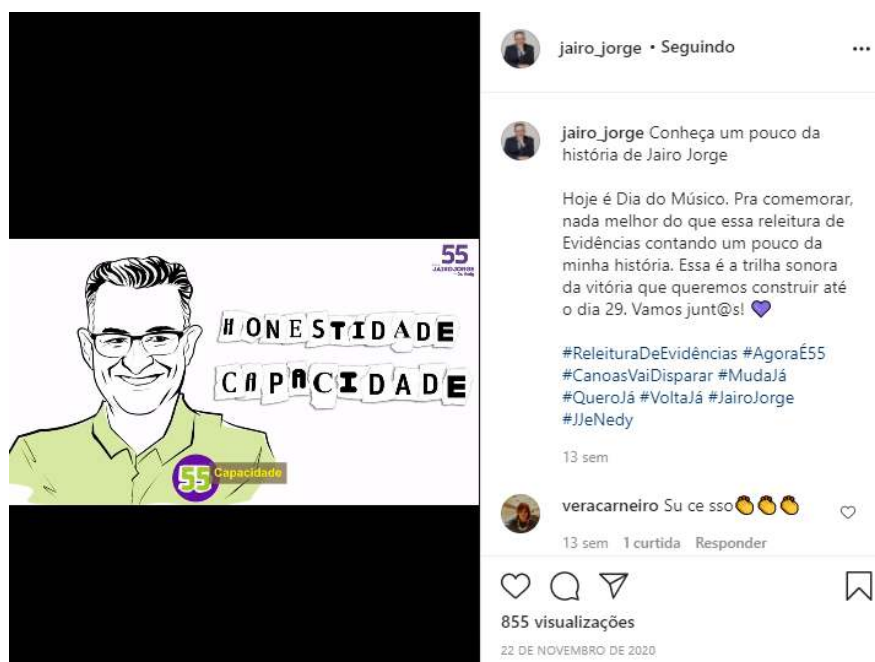 jairo_jorge • Seguindo
jairo_jorge Conheça um pouco da
história de Jairo Jorge
Hoje é Dia do Músico. Pra comemorar,
nada melhor do que essa releitura de
Evidências contando um pouco da
minha história. Essa é a trilha sonora
da vitória que queremos construir até
o dia 29. Vamos junt@s! 💜
#ReleituraDeEvidências #AgoraÉ55
#CanoasVaiDisparar #MudaJá
#QueroJá #VoltaJá #JairoJorge
#JJeNedy
13 sem
veracarneiro Su ce sso👏👏👏
13 sem 1 curtida Responder
855 visualizações
22 DE NOVEMBRO DE 2020
55
JAIROJORGE
HONESTIDADE
CAPACIDADE
55 Capacidade